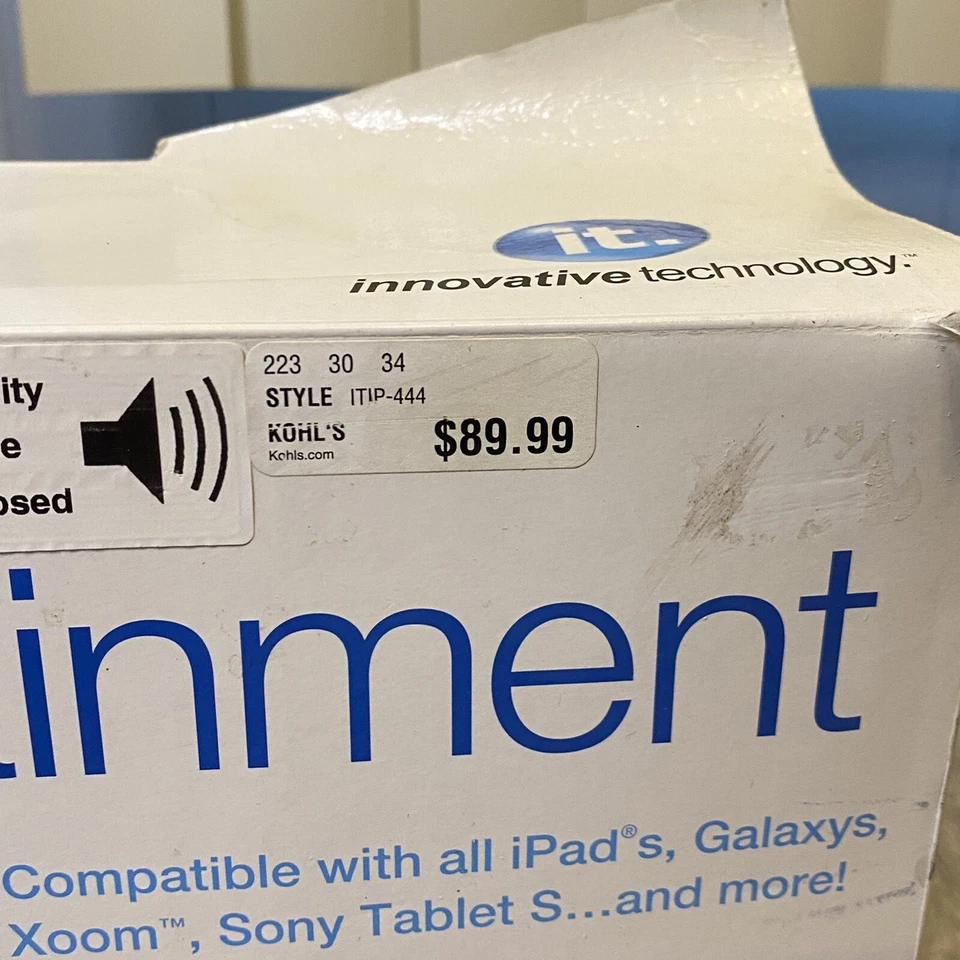 it.
innovative technology.™
ity
e
osed
223 30 34
STYLE ITIP-444
KOHL'S
Kohls.com
$89.99
inment
Compatible with all iPad®s, Galaxys,
Xoom™, Sony Tablet S...and more!